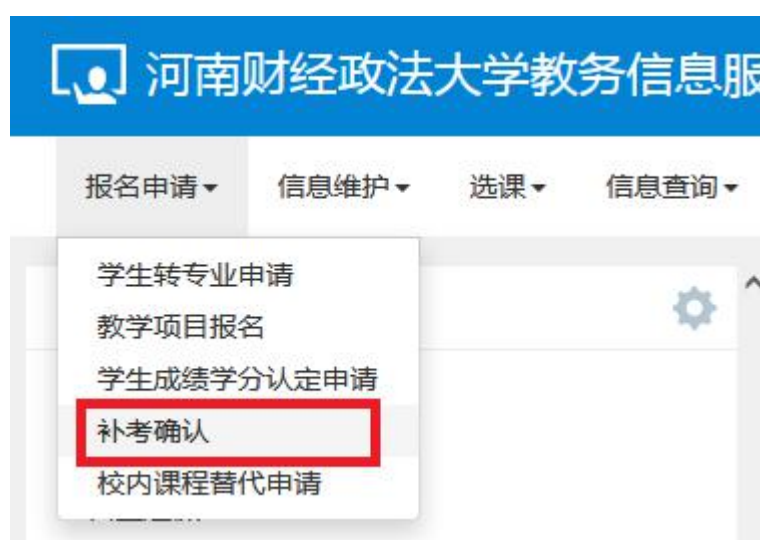 河南财经政法大学教务信息服
报名申请 信息维护 选课 信息查询
学生转专业申请
教学项目报名
学生成绩学分认定申请
补考确认
校内课程替代申请